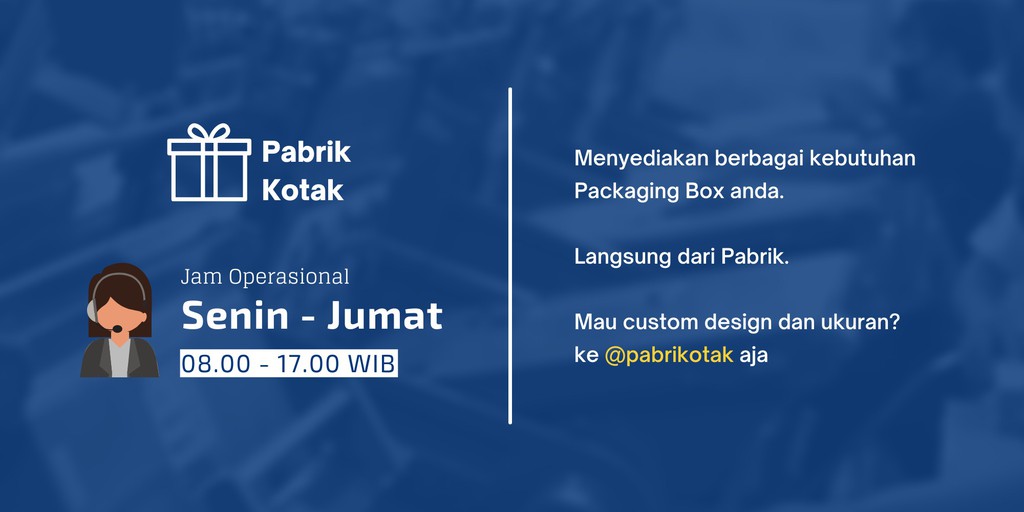 Pabrik
Kotak
Jam Operasional
Senin - Jumat
08.00 - 17.00 WIB
Menyediakan berbagai kebutuhan
Packaging Box anda.
Langsung dari Pabrik.
Mau custom design dan ukuran?
ke @pabrikotak aja